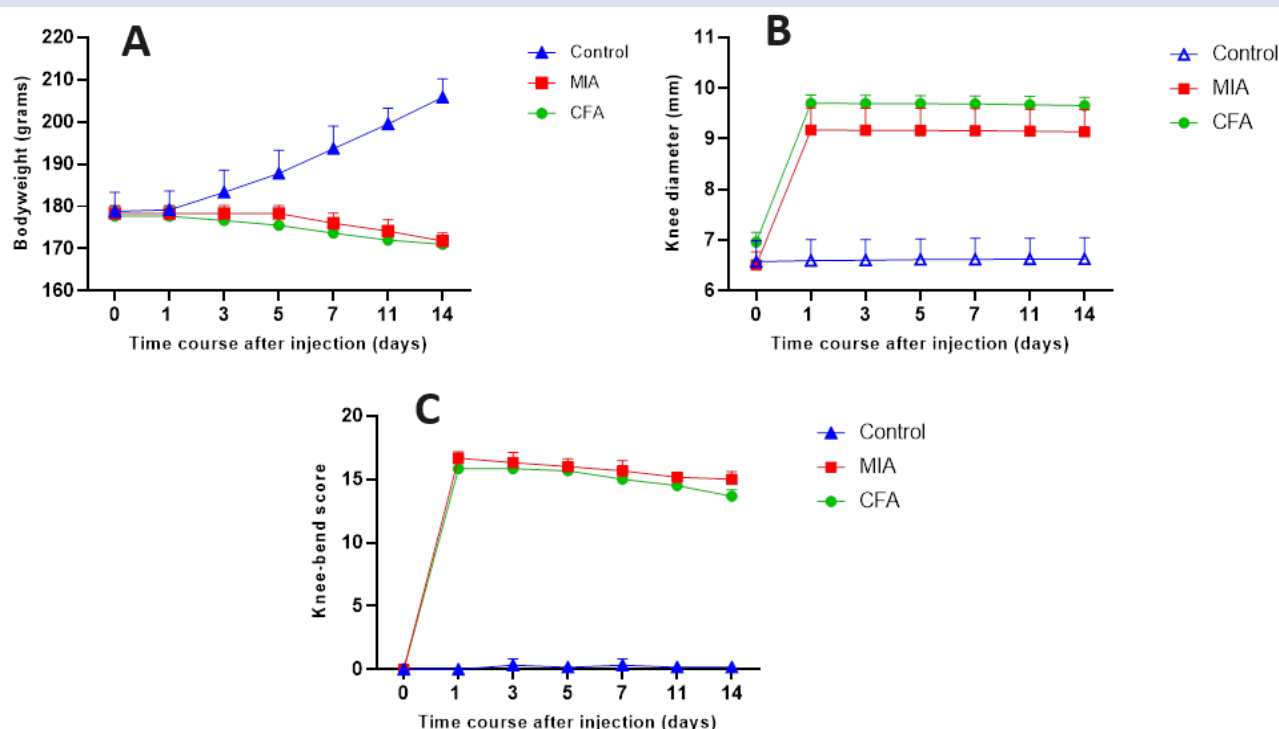 A
220
210
200
190
180
170
160
Bodyweight (grams)
0 1 3 5 7 11 14
Time course after injection (days)
Control
MIA
CFA
B
11
10
9
8
7
6
Knee diameter (mm)
0 1 3 5 7 11 14
Time course after injection (days)
Control
MIA
CFA
C
20
15
10
5
0
Knee-bend score
0 1 3 5 7 11 14
Time course after injection (days)
Control
MIA
CFA